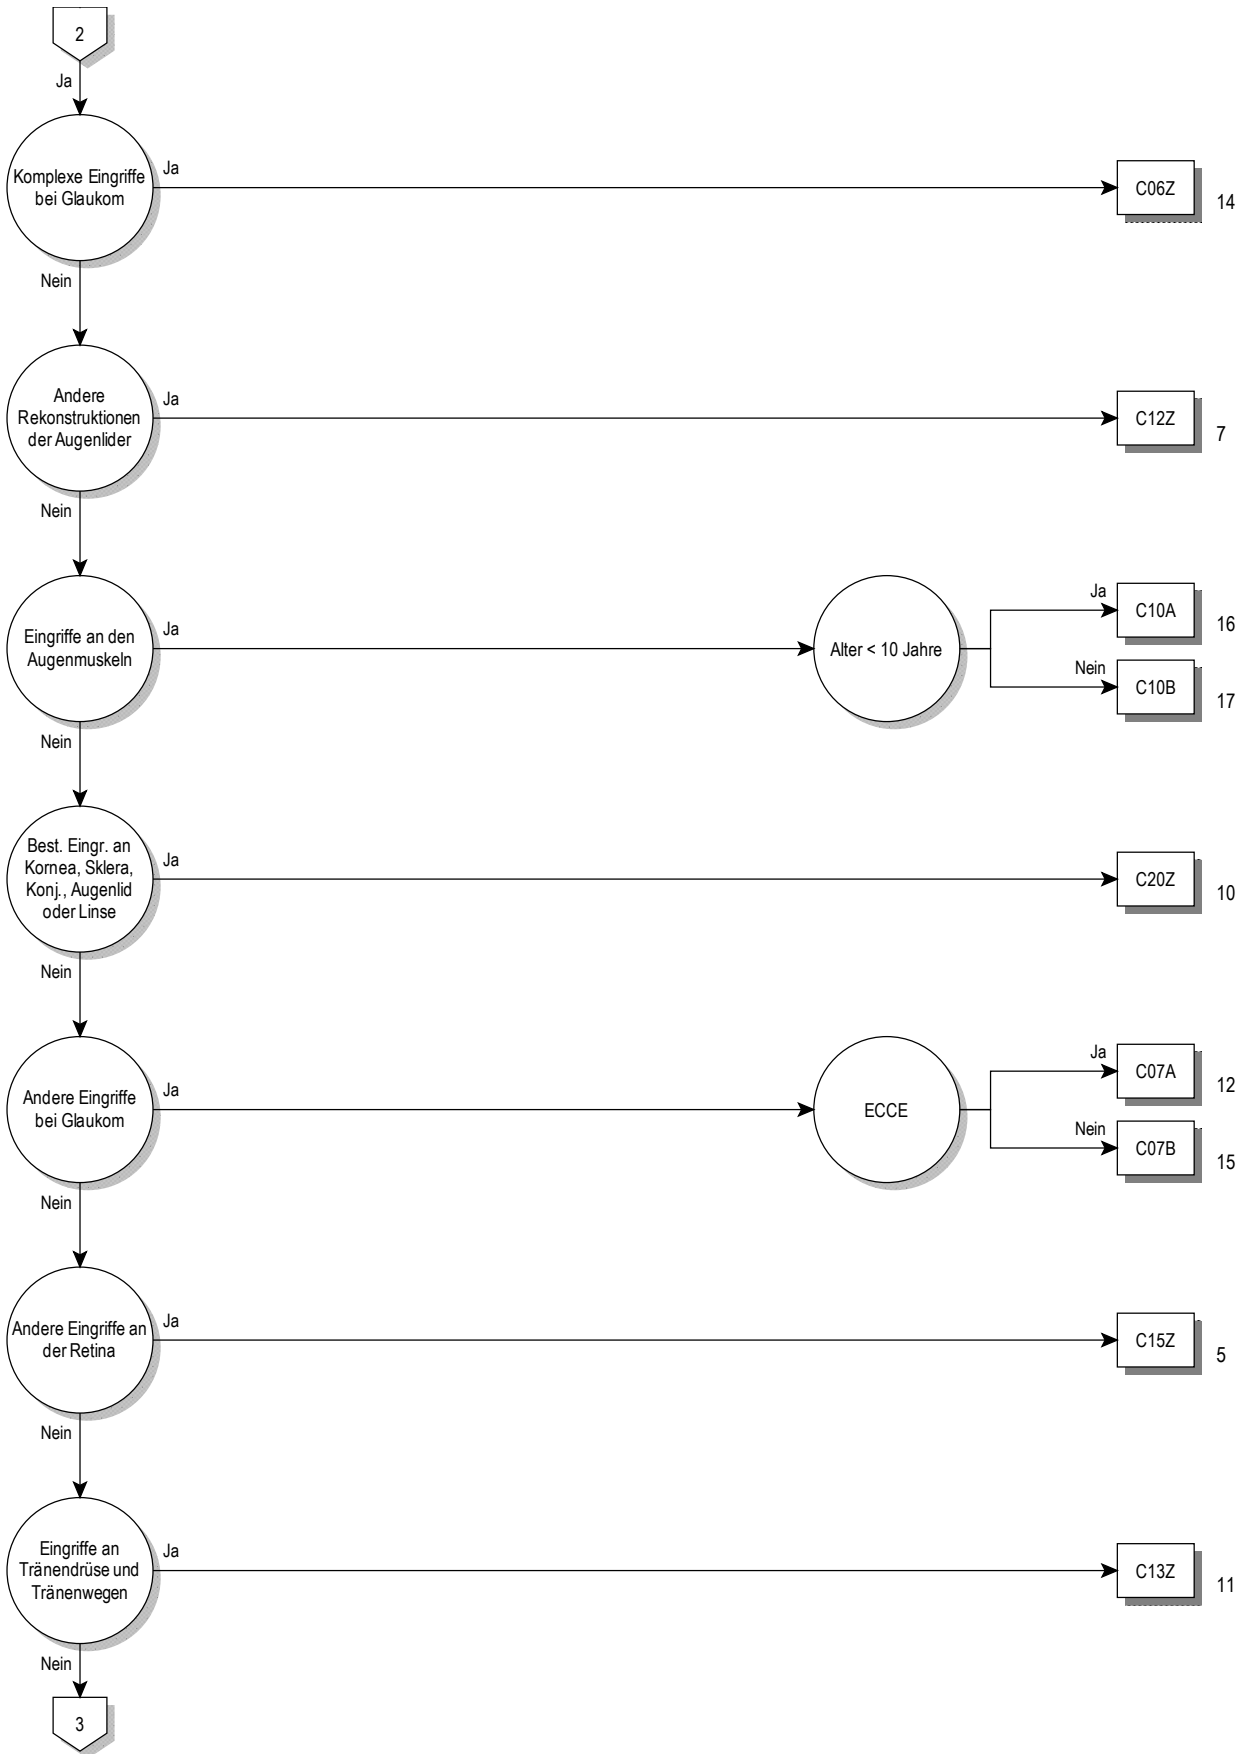 2
Ja
Komplexe Eingriffe
bei Glaukom
Ja
C06Z
14
Nein
Andere
Rekonstruktionen
der Augenlider
Ja
C12Z
7
Nein
Eingriffe an den
Augenmuskeln
Ja
Alter < 10 Jahre
Ja
C10A
16
Nein
C10B
17
Nein
Best. Eingr. an
Kornea, Sklera,
Konj., Augenlid
oder Linse
Ja
C20Z
10
Nein
Andere Eingriffe
bei Glaukom
Ja
ECCE
Ja
C07A
12
Nein
C07B
15
Nein
Andere Eingriffe an
der Retina
Ja
C15Z
5
Nein
Eingriffe an
Tränendrüse und
Tränenwegen
Ja
C13Z
11
Nein
3